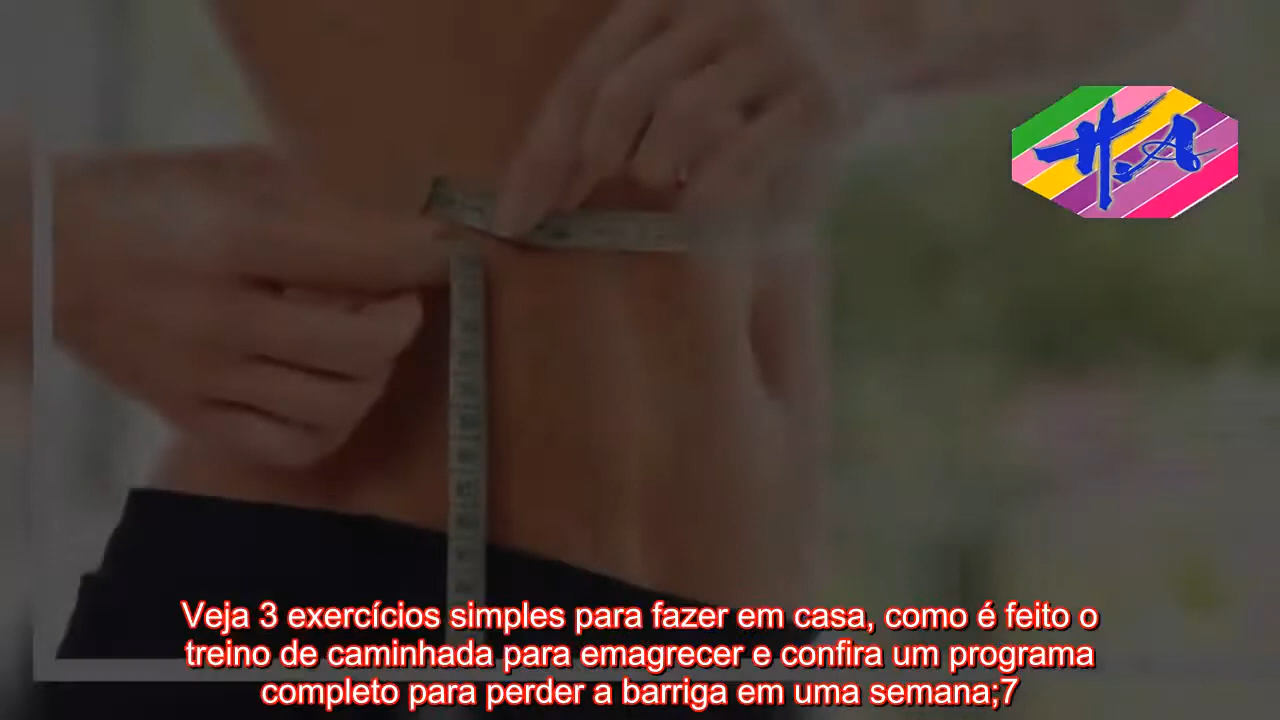 H.A
Veja 3 exercícios simples para fazer em casa, como é feito o
treino de caminhada para emagrecer e confira um programa
completo para perder a barriga em uma semana;7